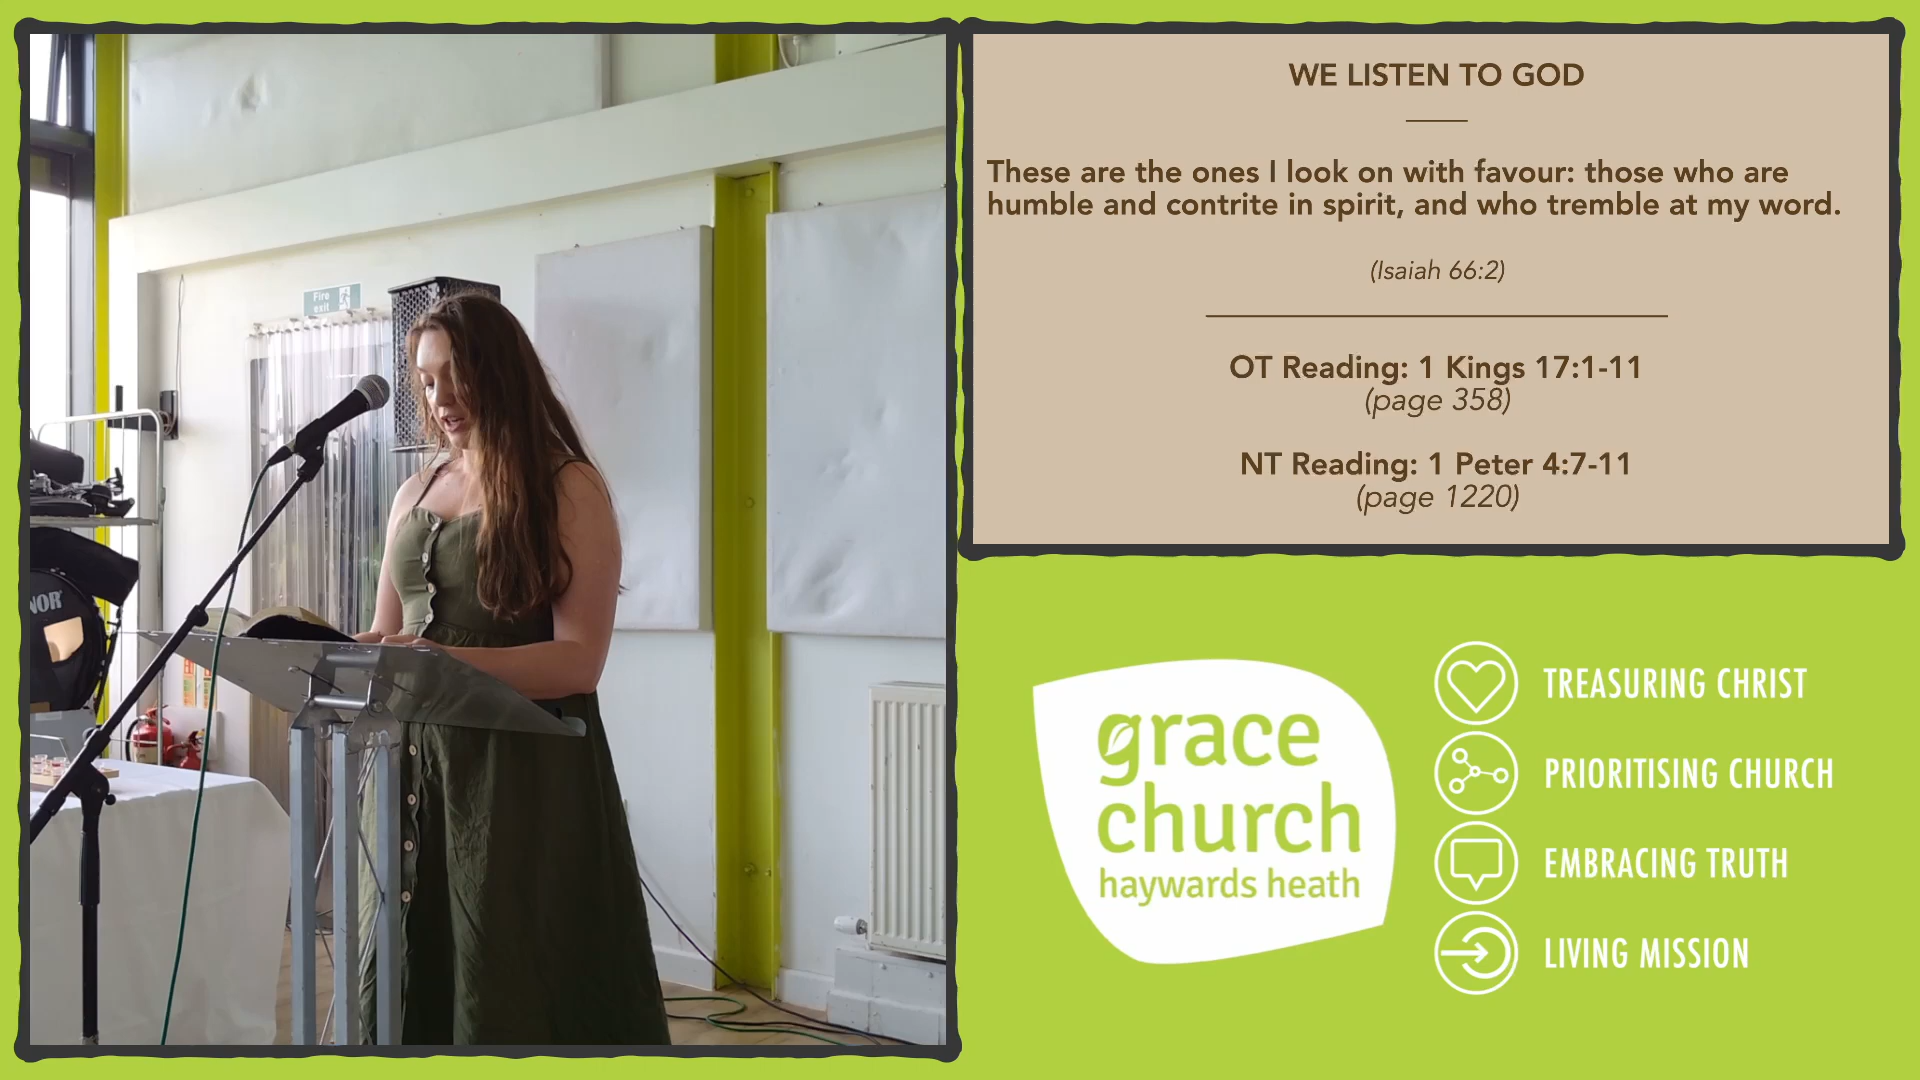 Fire
exit
NOR
WE LISTEN TO GOD
These are the ones I look on with favour: those who are
humble and contrite in spirit, and who tremble at my word.
(Isaiah 66:2)
OT Reading: 1 Kings 17:1-11
(page 358)
NT Reading: 1 Peter 4:7-11
(page 1220)
grace
church
haywards heath
TREASURING CHRIST
PRIORITISING CHURCH
EMBRACING TRUTH
LIVING MISSION